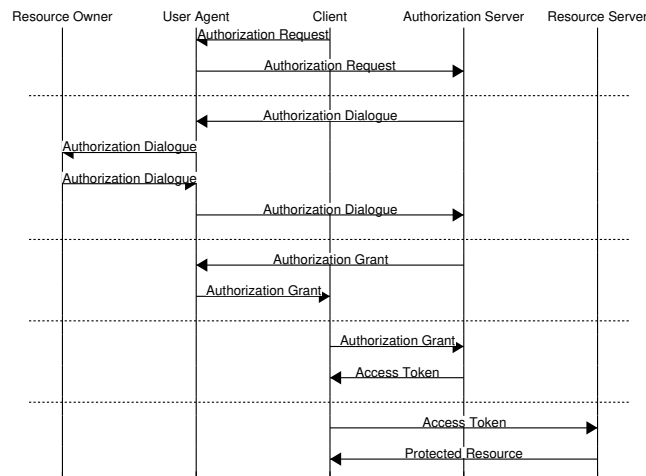 Resource Owner User Agent Client Authorization Server Resource Server
Authorization Request
Authorization Request
Authorization Dialogue
Authorization Dialogue
Authorization Dialogue
Authorization Dialogue
Authorization Grant
Authorization Grant
Authorization Grant
Access Token
Access Token
Protected Resource